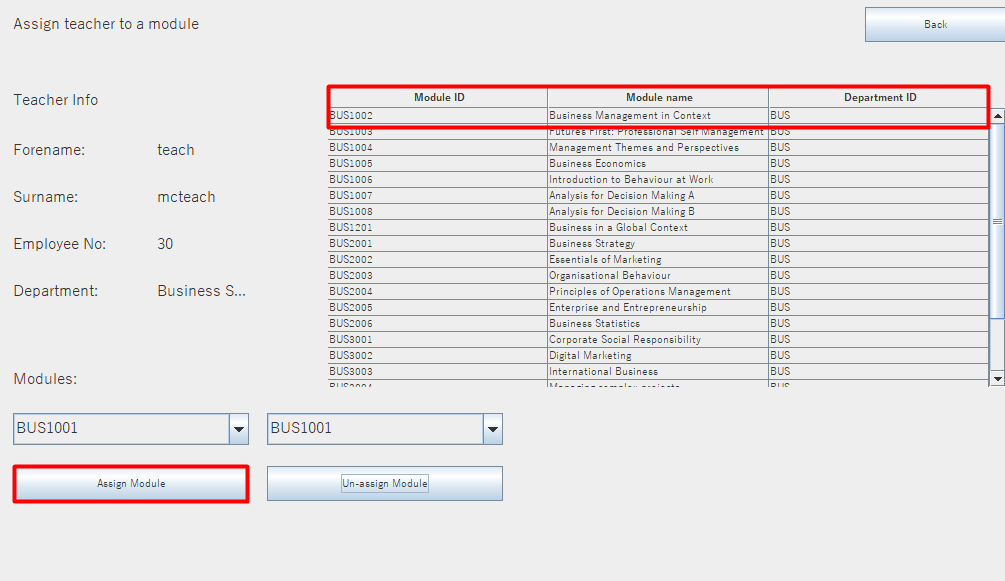 Assign teacher to a module
Back
Teacher Info
Forename: teach
Surname: mcteach
Employee No: 30
Department: Business S...
Module ID Module name Department ID
BUS1002 Business Management in Context BUS
BUS1003 Futures First: Professional Self Management BUS
BUS1004 Management Themes and Perspectives BUS
BUS1005 Business Economics BUS
BUS1006 Introduction to Behaviour at Work BUS
BUS1007 Analysis for Decision Making A BUS
BUS1008 Analysis for Decision Making B BUS
BUS1201 Business in a Global Context BUS
BUS2001 Business Strategy BUS
BUS2002 Essentials of Marketing BUS
BUS2003 Organisational Behaviour BUS
BUS2004 Principles of Operations Management BUS
BUS2005 Enterprise and Entrepreneurship BUS
BUS2006 Business Statistics BUS
BUS3001 Corporate Social Responsibility BUS
BUS3002 Digital Marketing BUS
BUS3003 International Business BUS
BUS3004 Managing complex projects BUS
Modules:
BUS1001 BUS1001
Assign Module Un-assign Module